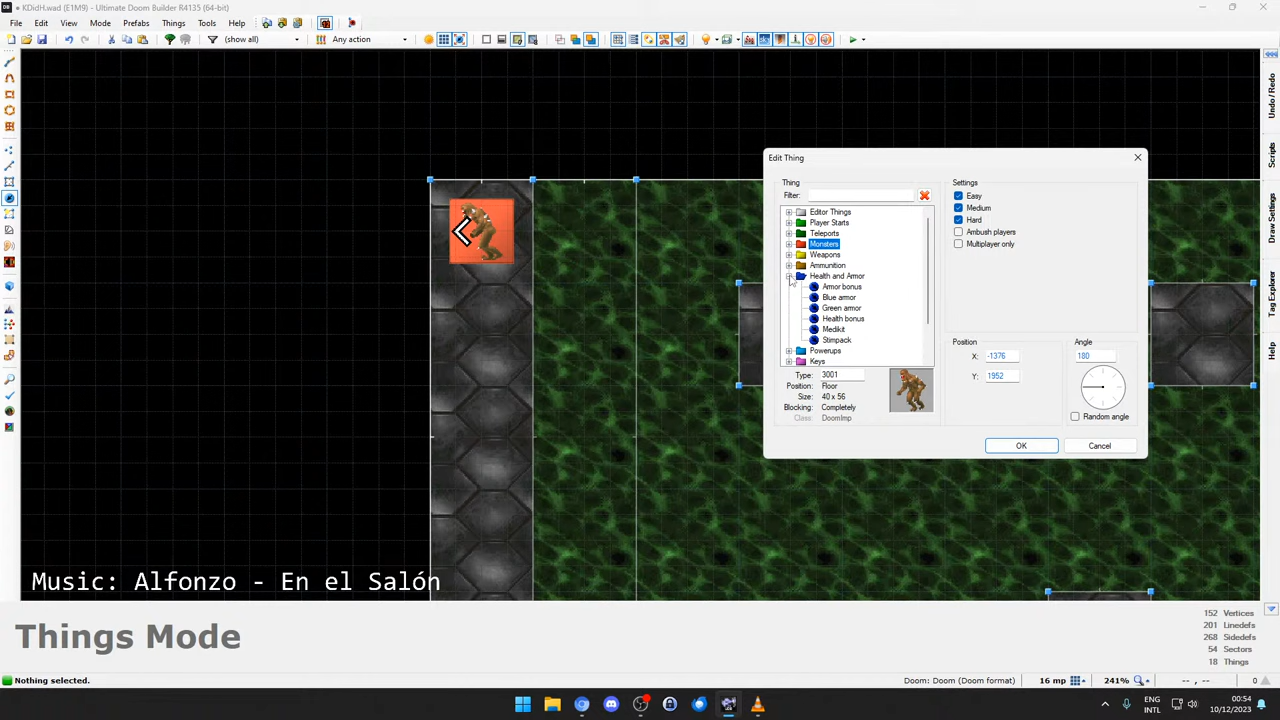 KDidH.wad (E1M9) - Ultimate Doom Builder R4135 (64-bit)
File Edit View Mode Prefabs Things Tools Help
(show all) Any action
Edit Thing
Thing
Filter:
Editor Things
Player Starts
Teleports
Monsters
Weapons
Ammunition
Health and Armor
Armor bonus
Blue armor
Green armor
Health bonus
Medikit
Stimpack
Powerups
Keys
Type: 3001
Position: Floor
Size: 40 x 56
Blocking: Completely
Class: DoomImp
Settings
Easy
Medium
Hard
Ambush players
Multiplayer only
Position
X: -1376
Y: 1952
Angle
180
Random angle
OK Cancel
Undo / Redo
Scripts
Draw Settings
Tag Explorer
Help
Music: Alfonzo - En el Salón
Things Mode
152 Vertices
201 Linedefs
268 Sidedefs
54 Sectors
18 Things
Nothing selected.
Doom: Doom (Doom format) 16 mp 241% -- , -- 0
ENG
INTL
00:54
10/12/2023